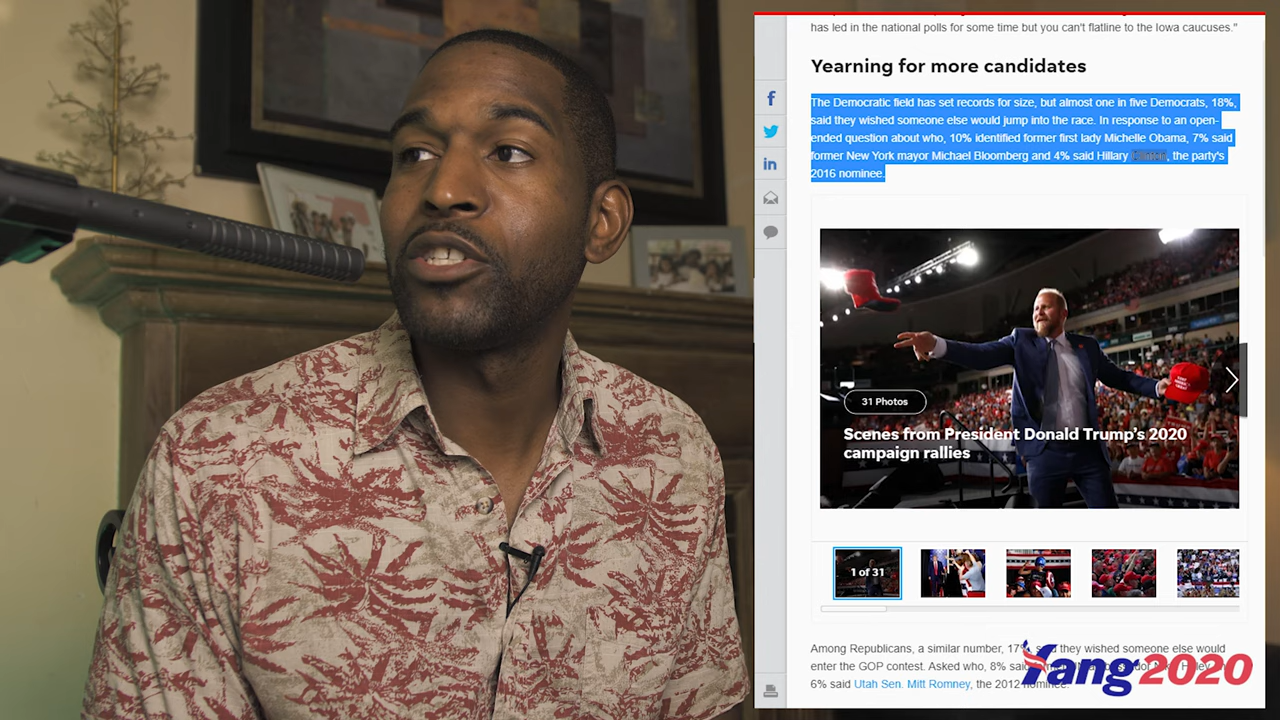 has led in the national polls for some time but you can't flatline to the Iowa caucuses."
Yearning for more candidates
The Democratic field has set records for size, but almost one in five Democrats, 18%,
said they wished someone else would jump into the race. In response to an open-
ended question about who, 10% identified former first lady Michelle Obama, 7% said
former New York mayor Michael Bloomberg and 4% said Hillary Clinton, the party's
2016 nominee.
31 Photos
Scenes from President Donald Trump's 2020
campaign rallies
1 of 31
Among Republicans, a similar number, 17%, said they wished someone else would
enter the GOP contest. Asked who, 8% said
6% said Utah Sen. Mitt Romney, the 2012 nominee.
Yang2020